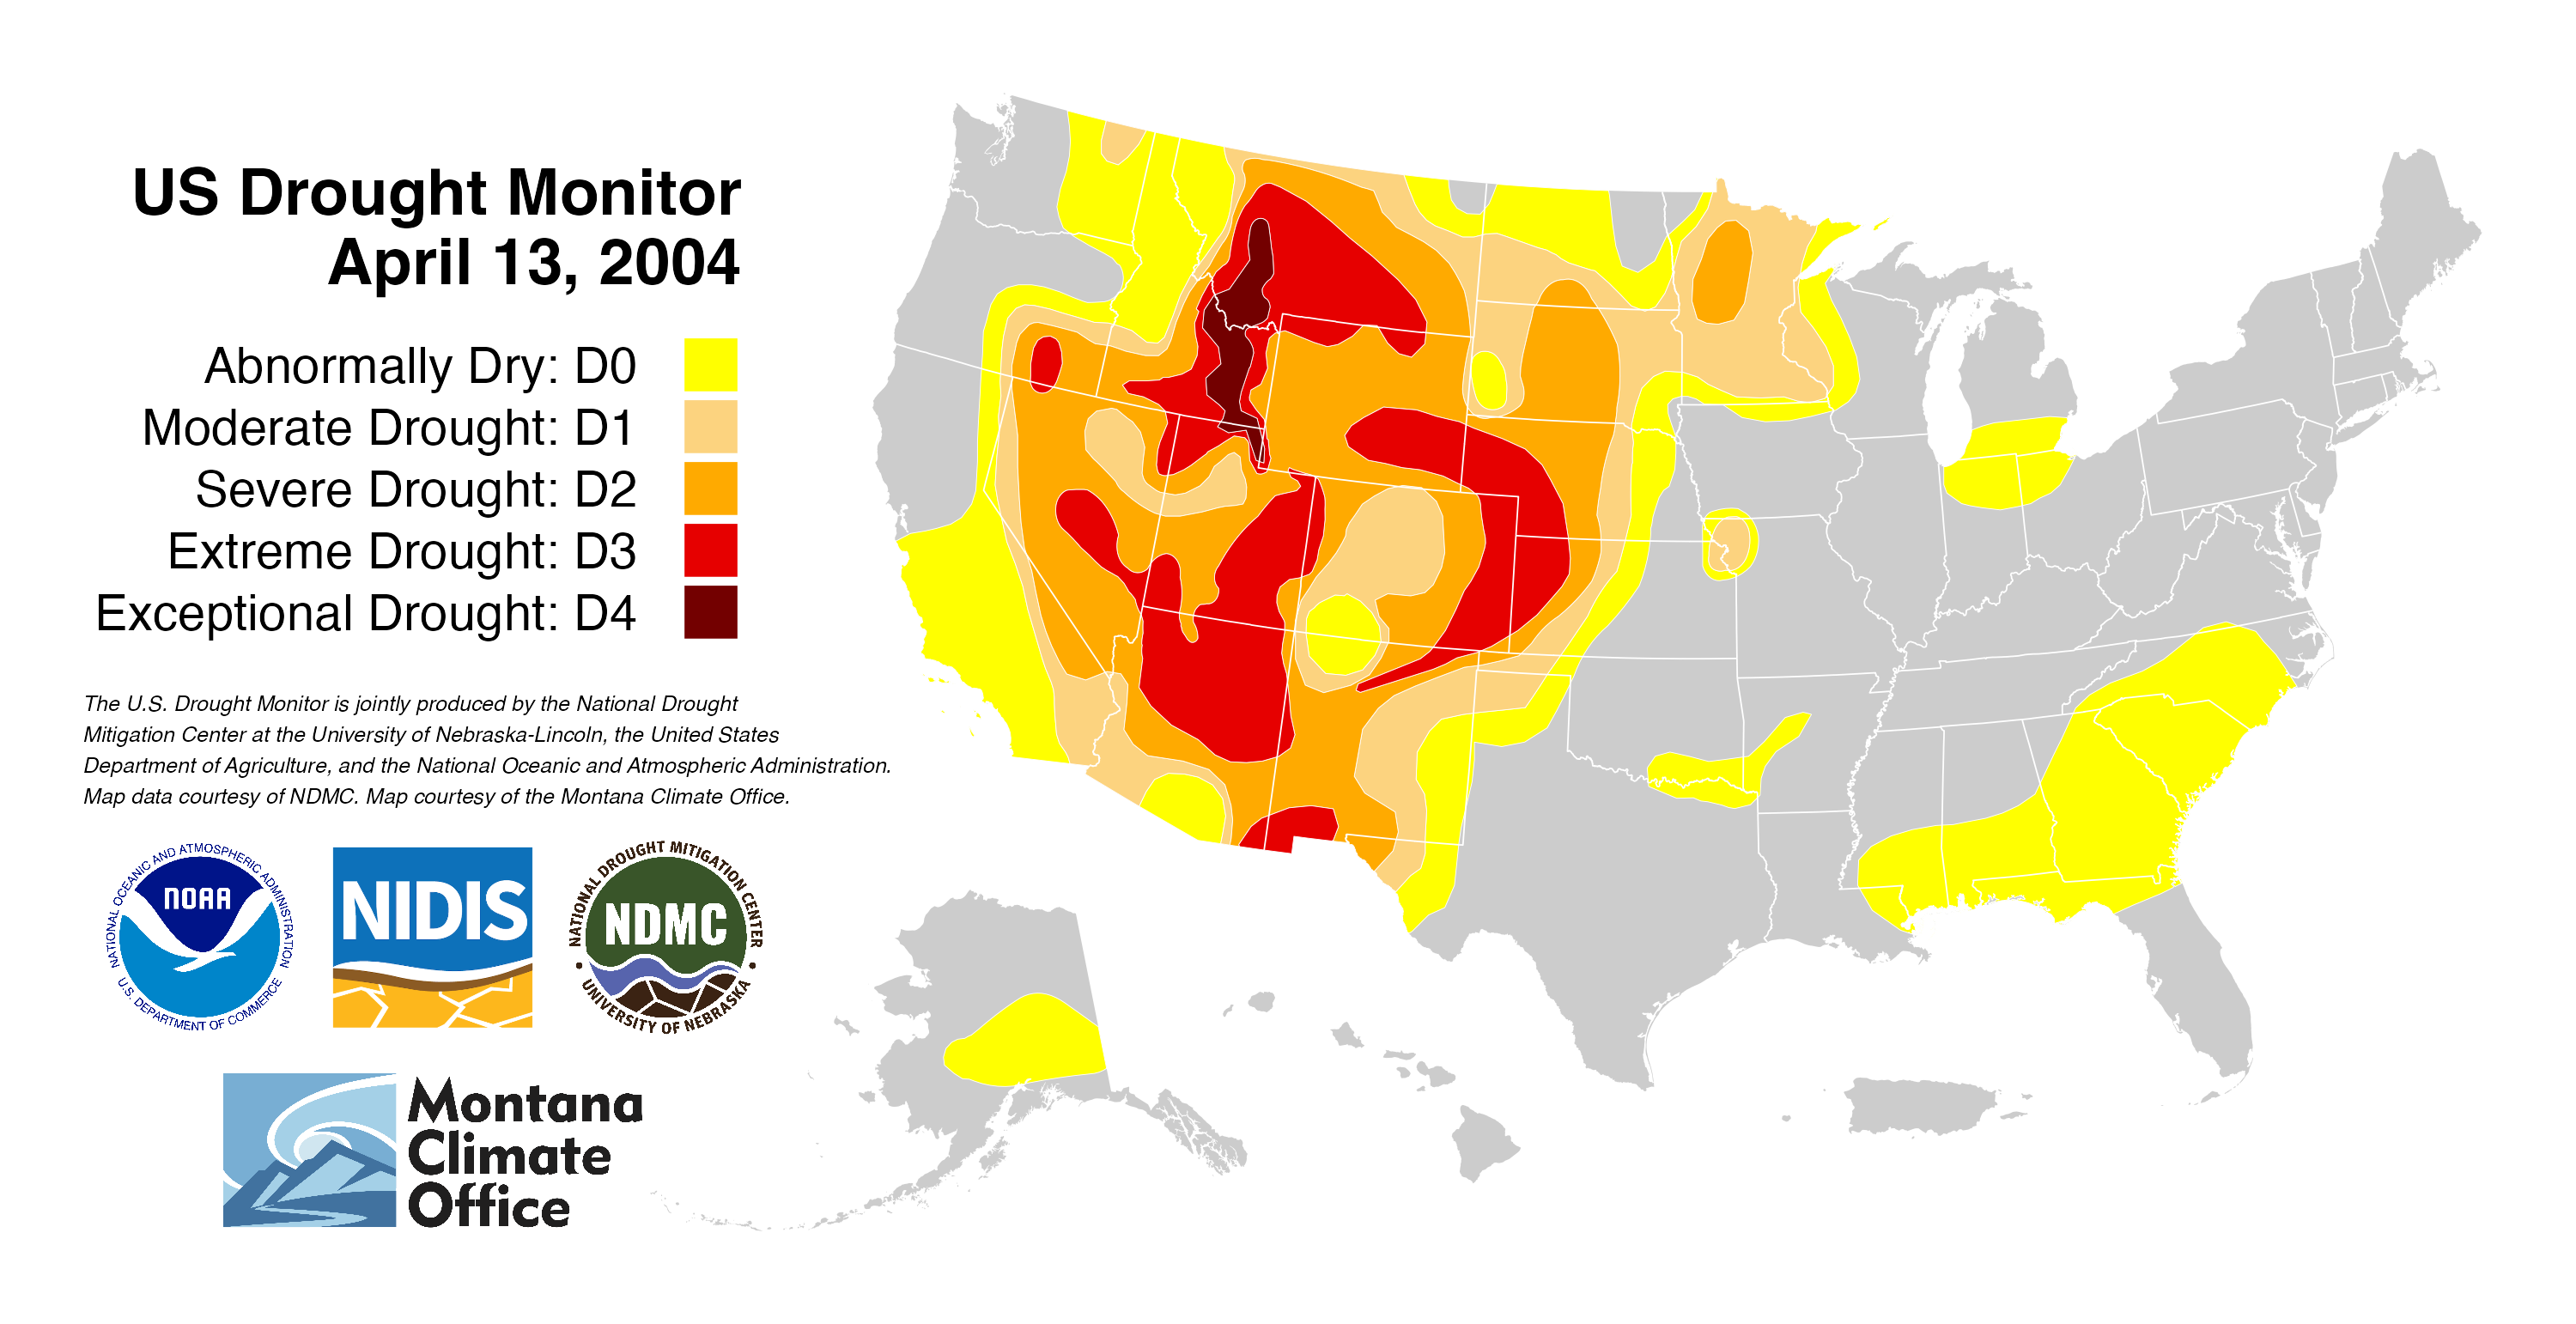 US Drought Monitor
April 13, 2004
Abnormally Dry: D0
Moderate Drought: D1
Severe Drought: D2
Extreme Drought: D3
Exceptional Drought: D4
The U.S. Drought Monitor is jointly produced by the National Drought
Mitigation Center at the University of Nebraska-Lincoln, the United States
Department of Agriculture, and the National Oceanic and Atmospheric Administration.
Map data courtesy of NDMC. Map courtesy of the Montana Climate Office.
NATIONAL OCEANIC AND ATMOSPHERIC ADMINISTRATION
NOAA
U.S. DEPARTMENT OF COMMERCE
NIDIS
NATIONAL DROUGHT MITIGATION CENTER
NDMC
UNIVERSITY OF NEBRASKA
Montana
Climate
Office